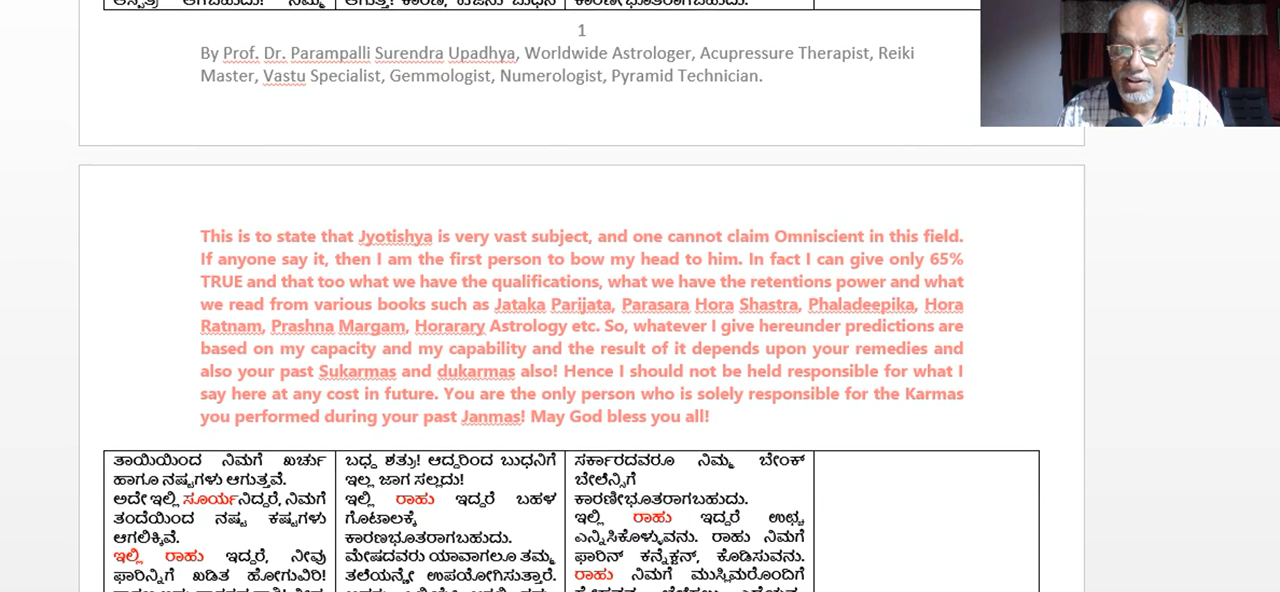 1
By Prof. Dr. Parampalli Surendra Upadhya, Worldwide Astrologer, Acupressure Therapist, Reiki
Master, Vastu Specialist, Gemmologist, Numerologist, Pyramid Technician.
This is to state that Jyotishya is very vast subject, and one cannot claim Omniscient in this field.
If anyone say it, then I am the first person to bow my head to him. In fact I can give only 65%
TRUE and that too what we have the qualifications, what we have the retentions power and what
we read from various books such as Jataka Parijata, Parasara Hora Shastra, Phaladeepika, Hora
Ratnam, Prashna Margam, Horarary Astrology etc. So, whatever I give hereunder predictions are
based on my capacity and my capability and the result of it depends upon your remedies and
also your past Sukarmas and dukarmas also! Hence I should not be held responsible for what I
say here at any cost in future. You are the only person who is solely responsible for the Karmas
you performed during your past Janmas! May God bless you all!
ತಾಯಿಯಿಂದ ನಿಮಗೆ ಖರ್ಚು
ಹಾಗೂ ನಷ್ಟಗಳು ಆಗುತ್ತವೆ.
ಅದೇ ಇಲ್ಲಿ ಸೂರ್ಯನಿದ್ದರೆ, ನಿಮಗೆ
ತಂದೆಯಿಂದ ನಷ್ಟ ಕಷ್ಟಗಳು
ಆಗಲಿಕ್ಕಿವೆ.
ಇಲ್ಲಿ ರಾಹು ಇದ್ದರೆ, ನೀವು
ಫಾರಿನ್ನಿಗೆ ಖಡಿತ ಹೋಗುವಿರಿ!
ಬಧ್ಧ ಶತ್ರು! ಆದ್ದರಿಂದ ಬುಧನಿಗೆ
ಇಲ್ಲ ಜಾಗ ಸಲ್ಲದು!
ಇಲ್ಲಿ ರಾಹು ಇದ್ದರೆ ಬಹಳ
ಗೊಟಾಲಕ್ಕೆ
ಕಾರಣಭೂತರಾಗಬಹುದು.
ಮೇಷದವರು ಯಾವಾಗಲೂ ತಮ್ಮ
ತಲೆಯನ್ನೇ ಉಪಯೋಗಿಸುತ್ತಾರೆ.
ಸರ್ಕಾರದವರೂ ನಿಮ್ಮ ಬೇಂಕ್
ಬೇಲೆನ್ಸಿಗೆ
ಕಾರಣೀಭೂತರಾಗಬಹುದು.
ಇಲ್ಲಿ ರಾಹು ಇದ್ದರೆ ಉಛ್ಛ
ಎನ್ನಿಸಿಕೊಳ್ಳುವನು. ರಾಹು ನಿಮಗೆ
ಫಾರಿನ್ ಕನ್ನೆಕ್ಷನ್, ಕೊಡಿಸುವನು.
ರಾಹು ನಿಮಗೆ ಮುಸ್ಲಿಮರೊಂದಿಗೆ